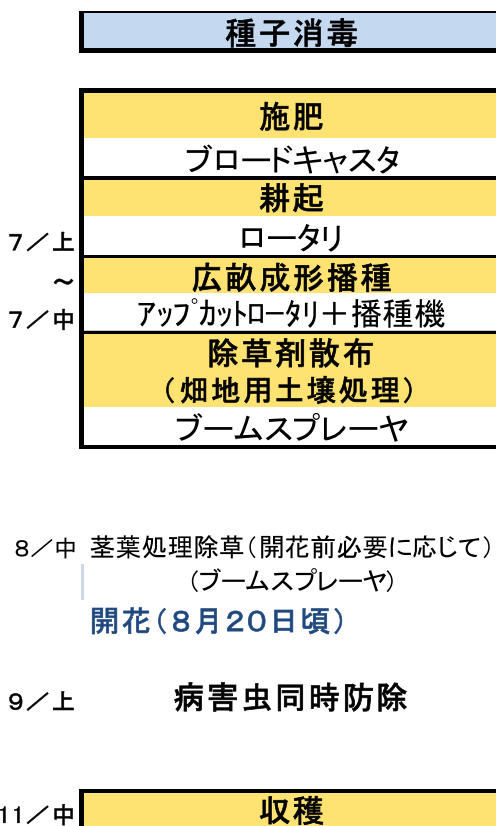 種子消毒
施肥
ブロードキャスタ
耕起
7／上
ロータリ
～
広畝成形播種
7／中
アップカットロータリ＋播種機
除草剤散布
（畑地用土壌処理）
ブームスプレーヤ
8／中 茎葉処理除草（開花前必要に応じて）
（ブームスプレーヤ）
開花（８月２０日頃）
9／上 病害虫同時防除
11／中 収穫